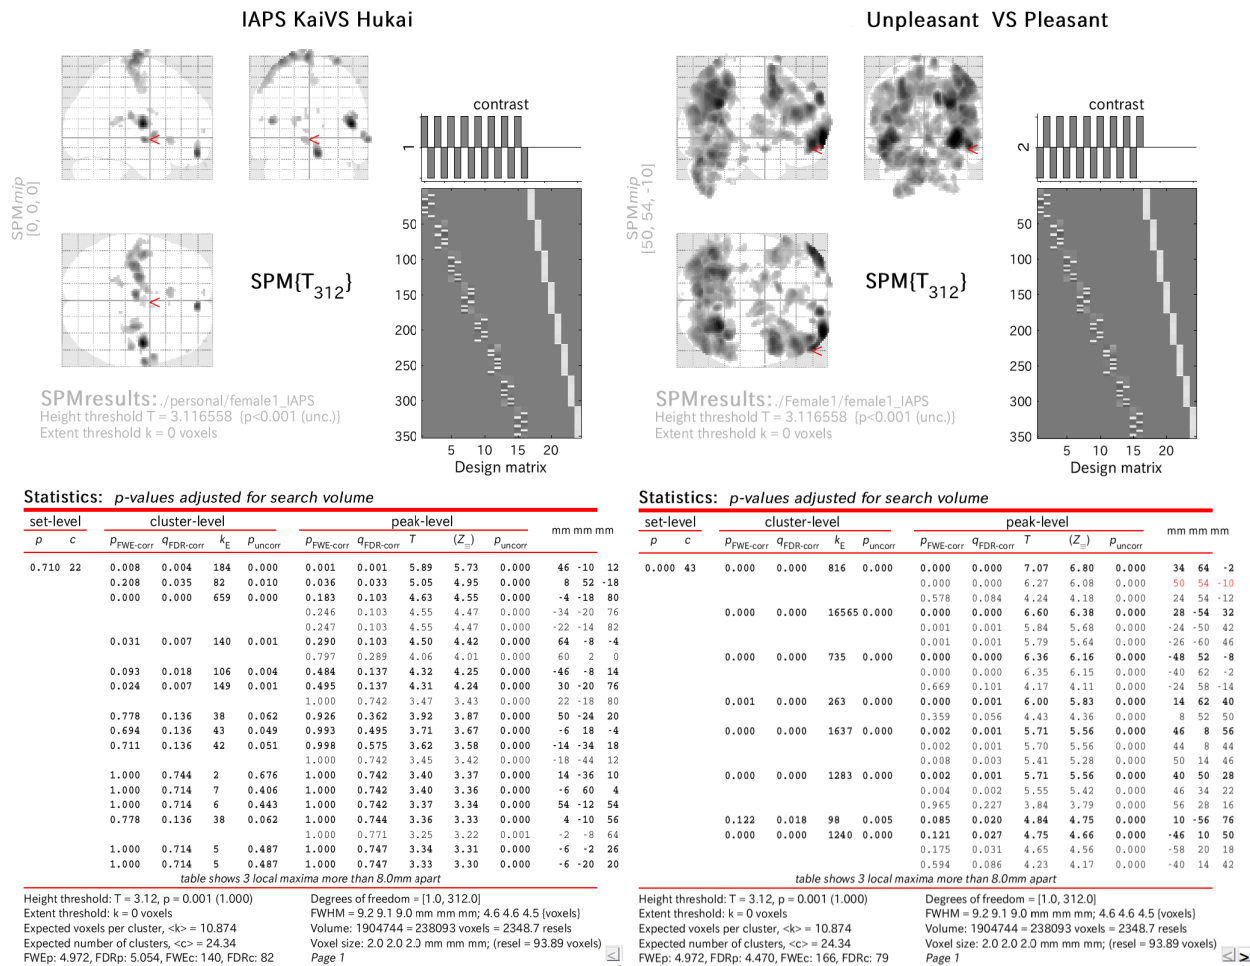 IAPS KaiVS Hukai
contrast
1
SPMmip
[0, 0, 0]
SPM{T312}
50
100
150
200
250
300
350
5 10 15 20
Design matrix
SPMresults: ./personal/female1_IAPS
Height threshold T = 3.116558 {p<0.001 (unc.)}
Extent threshold k = 0 voxels
Statistics: p-values adjusted for search volume
set-level cluster-level peak-level mm mm mm
p c pFWE-corr qFDR-corr kE puncorr pFWE-corr qFDR-corr T (Z≡) puncorr
0.710 22 0.008 0.004 184 0.000 0.001 0.001 5.89 5.73 0.000 46 -10 12
0.208 0.035 82 0.010 0.036 0.033 5.05 4.95 0.000 8 52 -18
0.000 0.000 659 0.000 0.183 0.103 4.63 4.55 0.000 -4 -18 80
0.246 0.103 4.55 4.47 0.000 -34 -20 76
0.247 0.103 4.55 4.47 0.000 -22 -14 82
0.031 0.007 140 0.001 0.290 0.103 4.50 4.42 0.000 64 -8 -4
0.797 0.289 4.06 4.01 0.000 60 2 0
0.093 0.018 106 0.004 0.484 0.137 4.32 4.25 0.000 -46 -8 14
0.024 0.007 149 0.001 0.495 0.137 4.31 4.24 0.000 30 -20 76
1.000 0.742 3.47 3.43 0.000 22 -18 80
0.778 0.136 38 0.062 0.926 0.362 3.92 3.87 0.000 50 -24 20
0.694 0.136 43 0.049 0.993 0.495 3.71 3.67 0.000 -6 18 -4
0.711 0.136 42 0.051 0.998 0.575 3.62 3.58 0.000 -14 -34 18
1.000 0.742 3.45 3.42 0.000 -18 -44 12
1.000 0.744 2 0.676 1.000 0.742 3.40 3.37 0.000 14 -36 10
1.000 0.714 7 0.406 1.000 0.742 3.40 3.36 0.000 -6 60 4
1.000 0.714 6 0.443 1.000 0.742 3.37 3.34 0.000 54 -12 54
0.778 0.136 38 0.062 1.000 0.744 3.36 3.33 0.000 4 -10 56
1.000 0.771 3.25 3.22 0.001 -2 -8 64
1.000 0.714 5 0.487 1.000 0.747 3.34 3.31 0.000 -6 -2 26
1.000 0.714 5 0.487 1.000 0.747 3.33 3.30 0.000 -6 -20 20
table shows 3 local maxima more than 8.0mm apart
Height threshold: T = 3.12, p = 0.001 (1.000)
Extent threshold: k = 0 voxels
Expected voxels per cluster, <k> = 10.874
Expected number of clusters, <c> = 24.34
FWEp: 4.972, FDRp: 5.054, FWEc: 140, FDRc: 82
Degrees of freedom = [1.0, 312.0]
FWHM = 9.2 9.1 9.0 mm mm mm; 4.6 4.6 4.5 {voxels}
Volume: 1904744 = 238093 voxels = 2348.7 resels
Voxel size: 2.0 2.0 2.0 mm mm mm; (resel = 93.89 voxels)
Page 1
Unpleasant VS Pleasant
contrast
2
SPMmip
[50, 54, -10]
SPM{T312}
50
100
150
200
250
300
350
5 10 15 20
Design matrix
SPMresults: ./Female1/female1_IAPS
Height threshold T = 3.116558 {p<0.001 (unc.)}
Extent threshold k = 0 voxels
Statistics: p-values adjusted for search volume
set-level cluster-level peak-level mm mm mm
p c pFWE-corr qFDR-corr kE puncorr pFWE-corr qFDR-corr T (Z≡) puncorr
0.000 43 0.000 0.000 816 0.000 0.000 0.000 7.07 6.80 0.000 34 64 -2
0.000 0.000 6.27 6.08 0.000 50 54 -10
0.578 0.084 4.24 4.18 0.000 24 54 -12
0.000 0.000 16565 0.000 0.000 0.000 6.60 6.38 0.000 28 -54 32
0.001 0.001 5.84 5.68 0.000 -24 -50 42
0.001 0.001 5.79 5.64 0.000 -26 -60 46
0.000 0.000 735 0.000 0.000 0.000 6.36 6.16 0.000 -48 52 -8
0.000 0.000 6.35 6.15 0.000 -40 62 -2
0.669 0.101 4.17 4.11 0.000 -24 58 -14
0.001 0.000 263 0.000 0.000 0.001 6.00 5.83 0.000 14 62 40
0.359 0.056 4.43 4.36 0.000 8 52 50
0.000 0.000 1637 0.000 0.002 0.001 5.71 5.56 0.000 46 8 56
0.002 0.001 5.70 5.56 0.000 44 8 44
0.008 0.003 5.41 5.28 0.000 50 14 46
0.000 0.000 1283 0.000 0.002 0.001 5.71 5.56 0.000 40 50 28
0.004 0.002 5.55 5.42 0.000 46 34 22
0.965 0.227 3.84 3.79 0.000 56 28 16
0.122 0.018 98 0.005 0.085 0.020 4.84 4.75 0.000 10 -56 76
0.000 0.000 1240 0.000 0.121 0.027 4.75 4.66 0.000 -46 10 50
0.175 0.031 4.65 4.56 0.000 -58 20 18
0.594 0.086 4.23 4.17 0.000 -40 14 42
table shows 3 local maxima more than 8.0mm apart
Height threshold: T = 3.12, p = 0.001 (1.000)
Extent threshold: k = 0 voxels
Expected voxels per cluster, <k> = 10.874
Expected number of clusters, <c> = 24.34
FWEp: 4.972, FDRp: 4.470, FWEc: 166, FDRc: 79
Degrees of freedom = [1.0, 312.0]
FWHM = 9.2 9.1 9.0 mm mm mm; 4.6 4.6 4.5 {voxels}
Volume: 1904744 = 238093 voxels = 2348.7 resels
Voxel size: 2.0 2.0 2.0 mm mm mm; (resel = 93.89 voxels)
Page 1